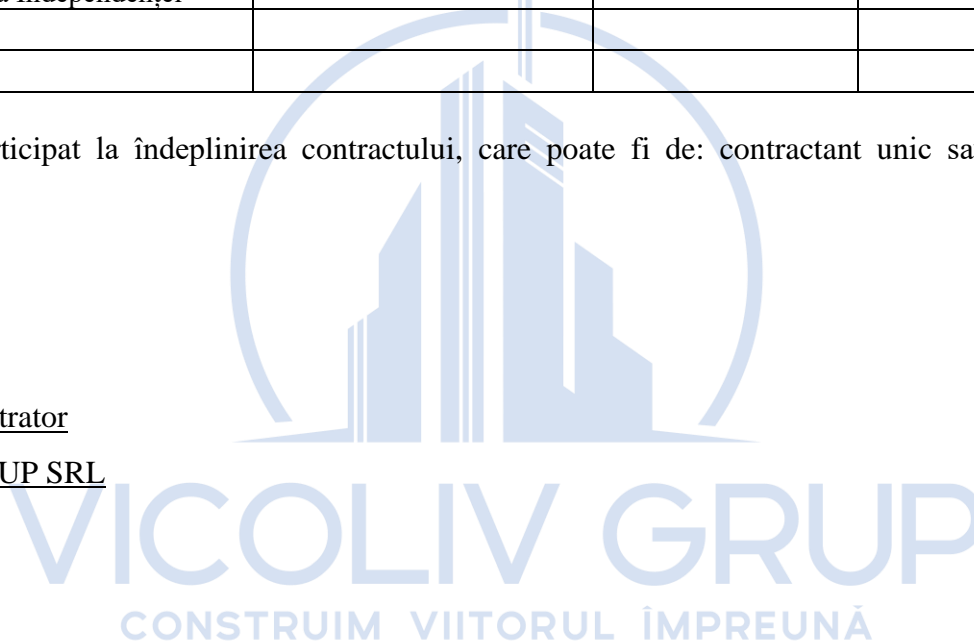 a Independenței
rticipat la îndeplinirea contractului, care poate fi de: contractant unic sa
trator
UP SRL
VICOLIV GRUP
CONSTRUIM VIITORUL ÎMPREUNĂ